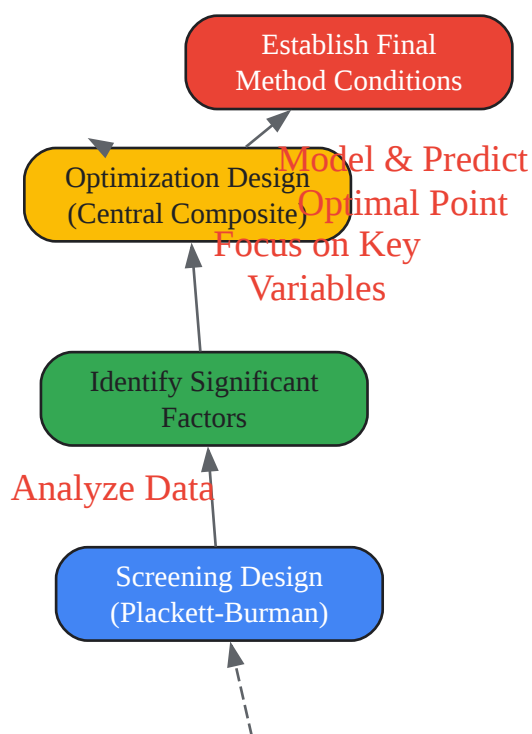 Establish Final
Method Conditions
Model & Predict
Optimal Point
Optimization Design
(Central Composite)
Focus on Key
Variables
Identify Significant
Factors
Analyze Data
Screening Design
(Plackett-Burman)